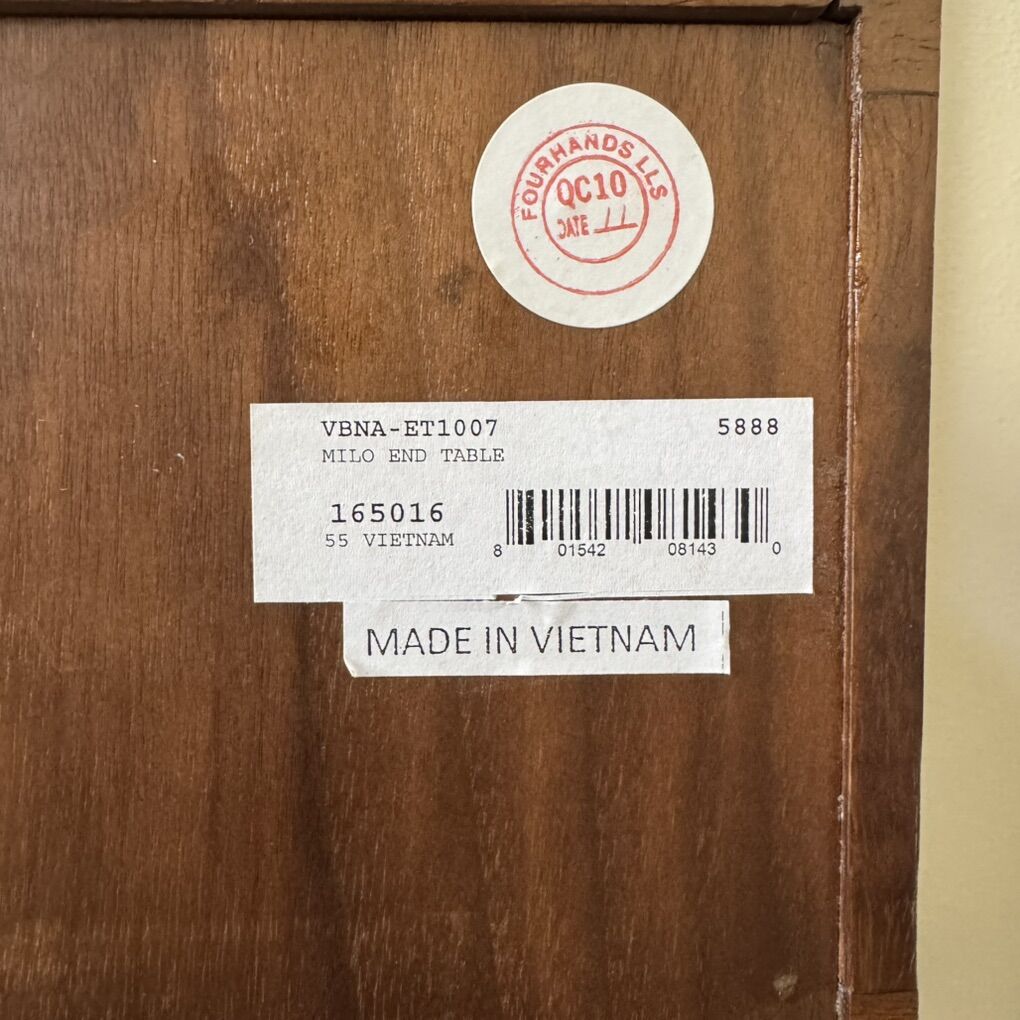 FOURHANDS LLS
QC10
DATE
VBNA-ET1007 5888
MILO END TABLE
165016
55 VIETNAM
8 01542 08143 0
MADE IN VIETNAM